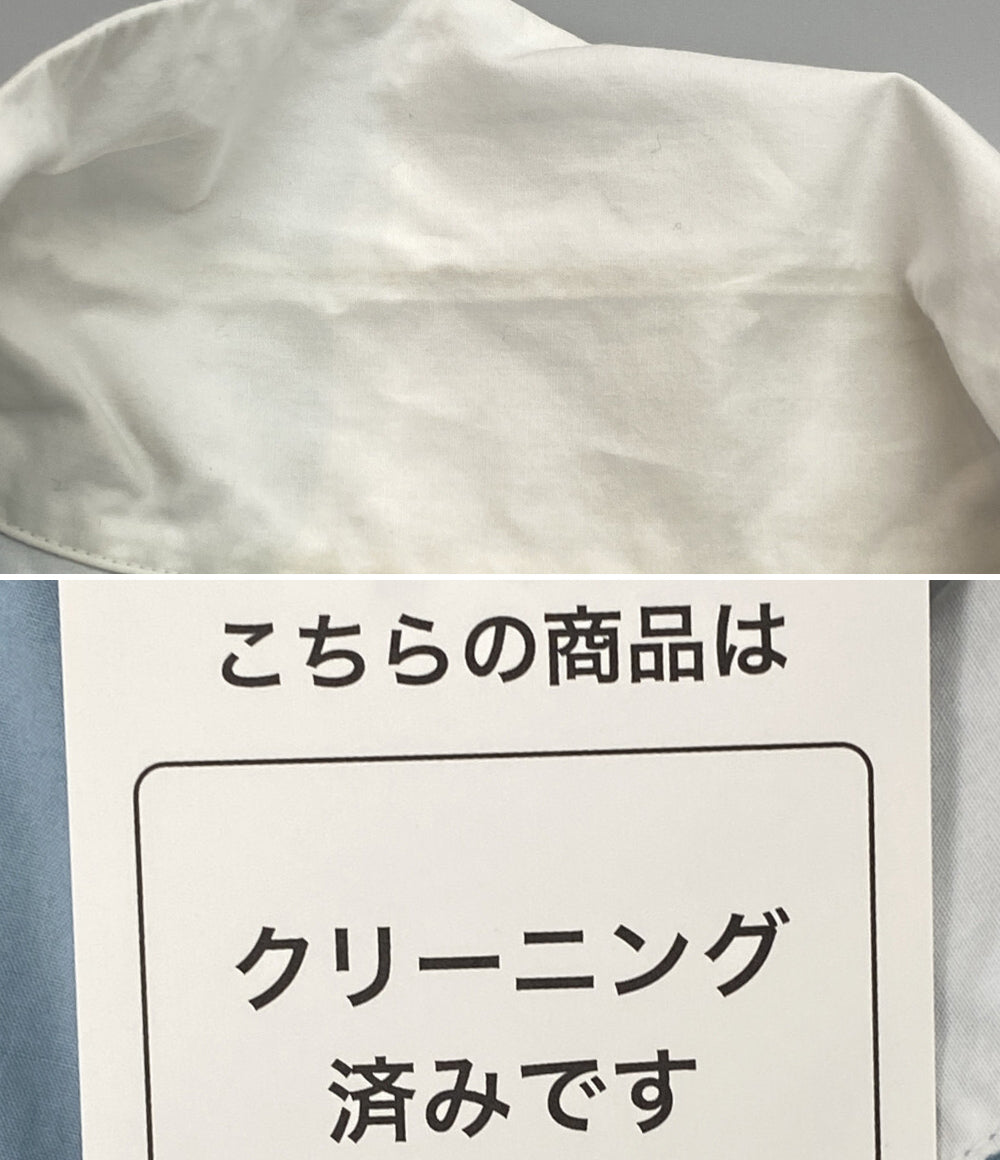 こちらの商品は
クリーニング
済みです